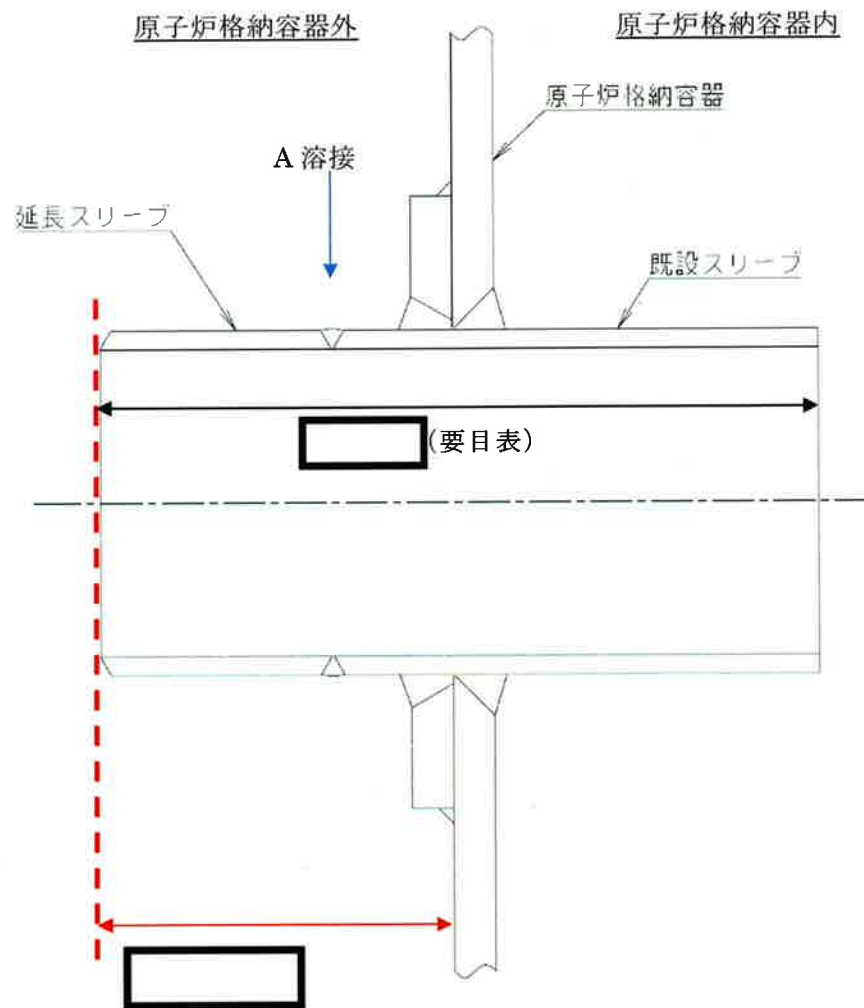 原子炉格納容器外
原子炉格納容器内
原子炉格納容器
A 溶接
延長スリーブ
既設スリーブ
(要目表)